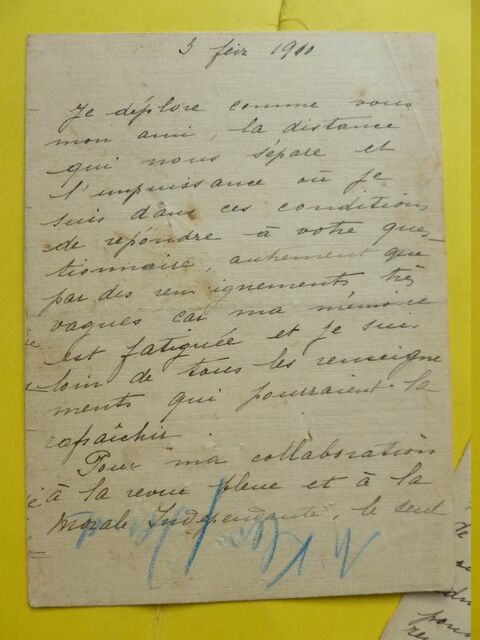 3 fév 1900
Je déplore comme vous
mon ami, la distance
qui nous sépare et
l'impuissance où je
suis dans ces conditions
de repondre à votre ques-
tionnaire, autrement que
par des renseignements très
vagues car ma mémoire
est fatiguée et je suis
loin de tous les renseigne
ments qui pourraient la
rafraîchir.
Pour ma collaboration
à la revue bleue et à la
Morale Indépendante, le seul